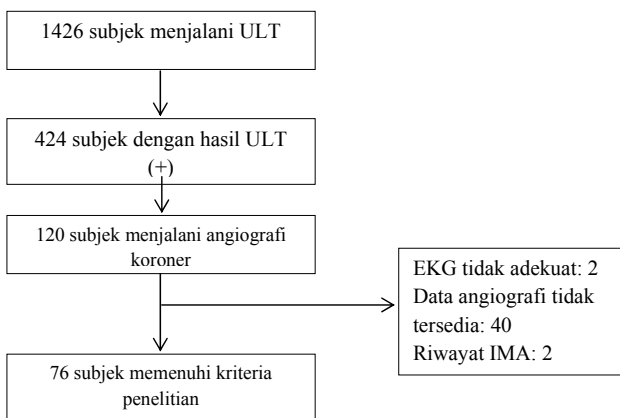 1426 subjek menjalani ULT
424 subjek dengan hasil ULT
(+)
120 subjek menjalani angiografi
koroner
EKG tidak adekuat: 2
Data angiografi tidak
tersedia: 40
Riwayat IMA: 2
76 subjek memenuhi kriteria
penelitian